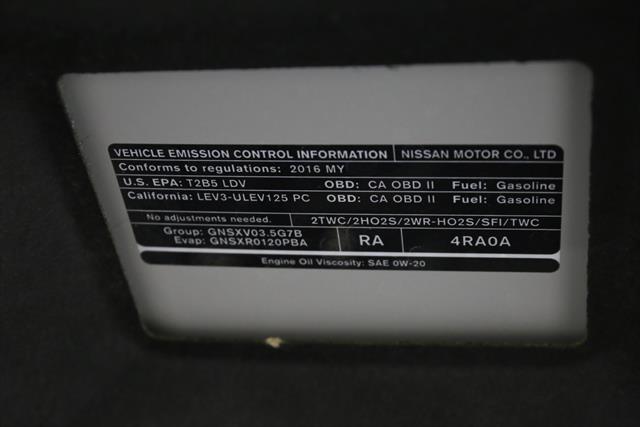 VEHICLE EMISSION CONTROL INFORMATION NISSAN MOTOR CO., LTD
Conforms to regulations: 2016 MY
U.S. EPA: T2B5 LDV OBD: CA OBD II Fuel: Gasoline
California: LEV3-ULEV125 PC OBD: CA OBD II Fuel: Gasoline
No adjustments needed. 2TWC/2HO2S/2WR-HO2S/SFI/TWC
Group: GNSXV03.5G7B
Evap: GNSXR0120PBA RA 4RA0A
Engine Oil Viscosity: SAE 0W-20